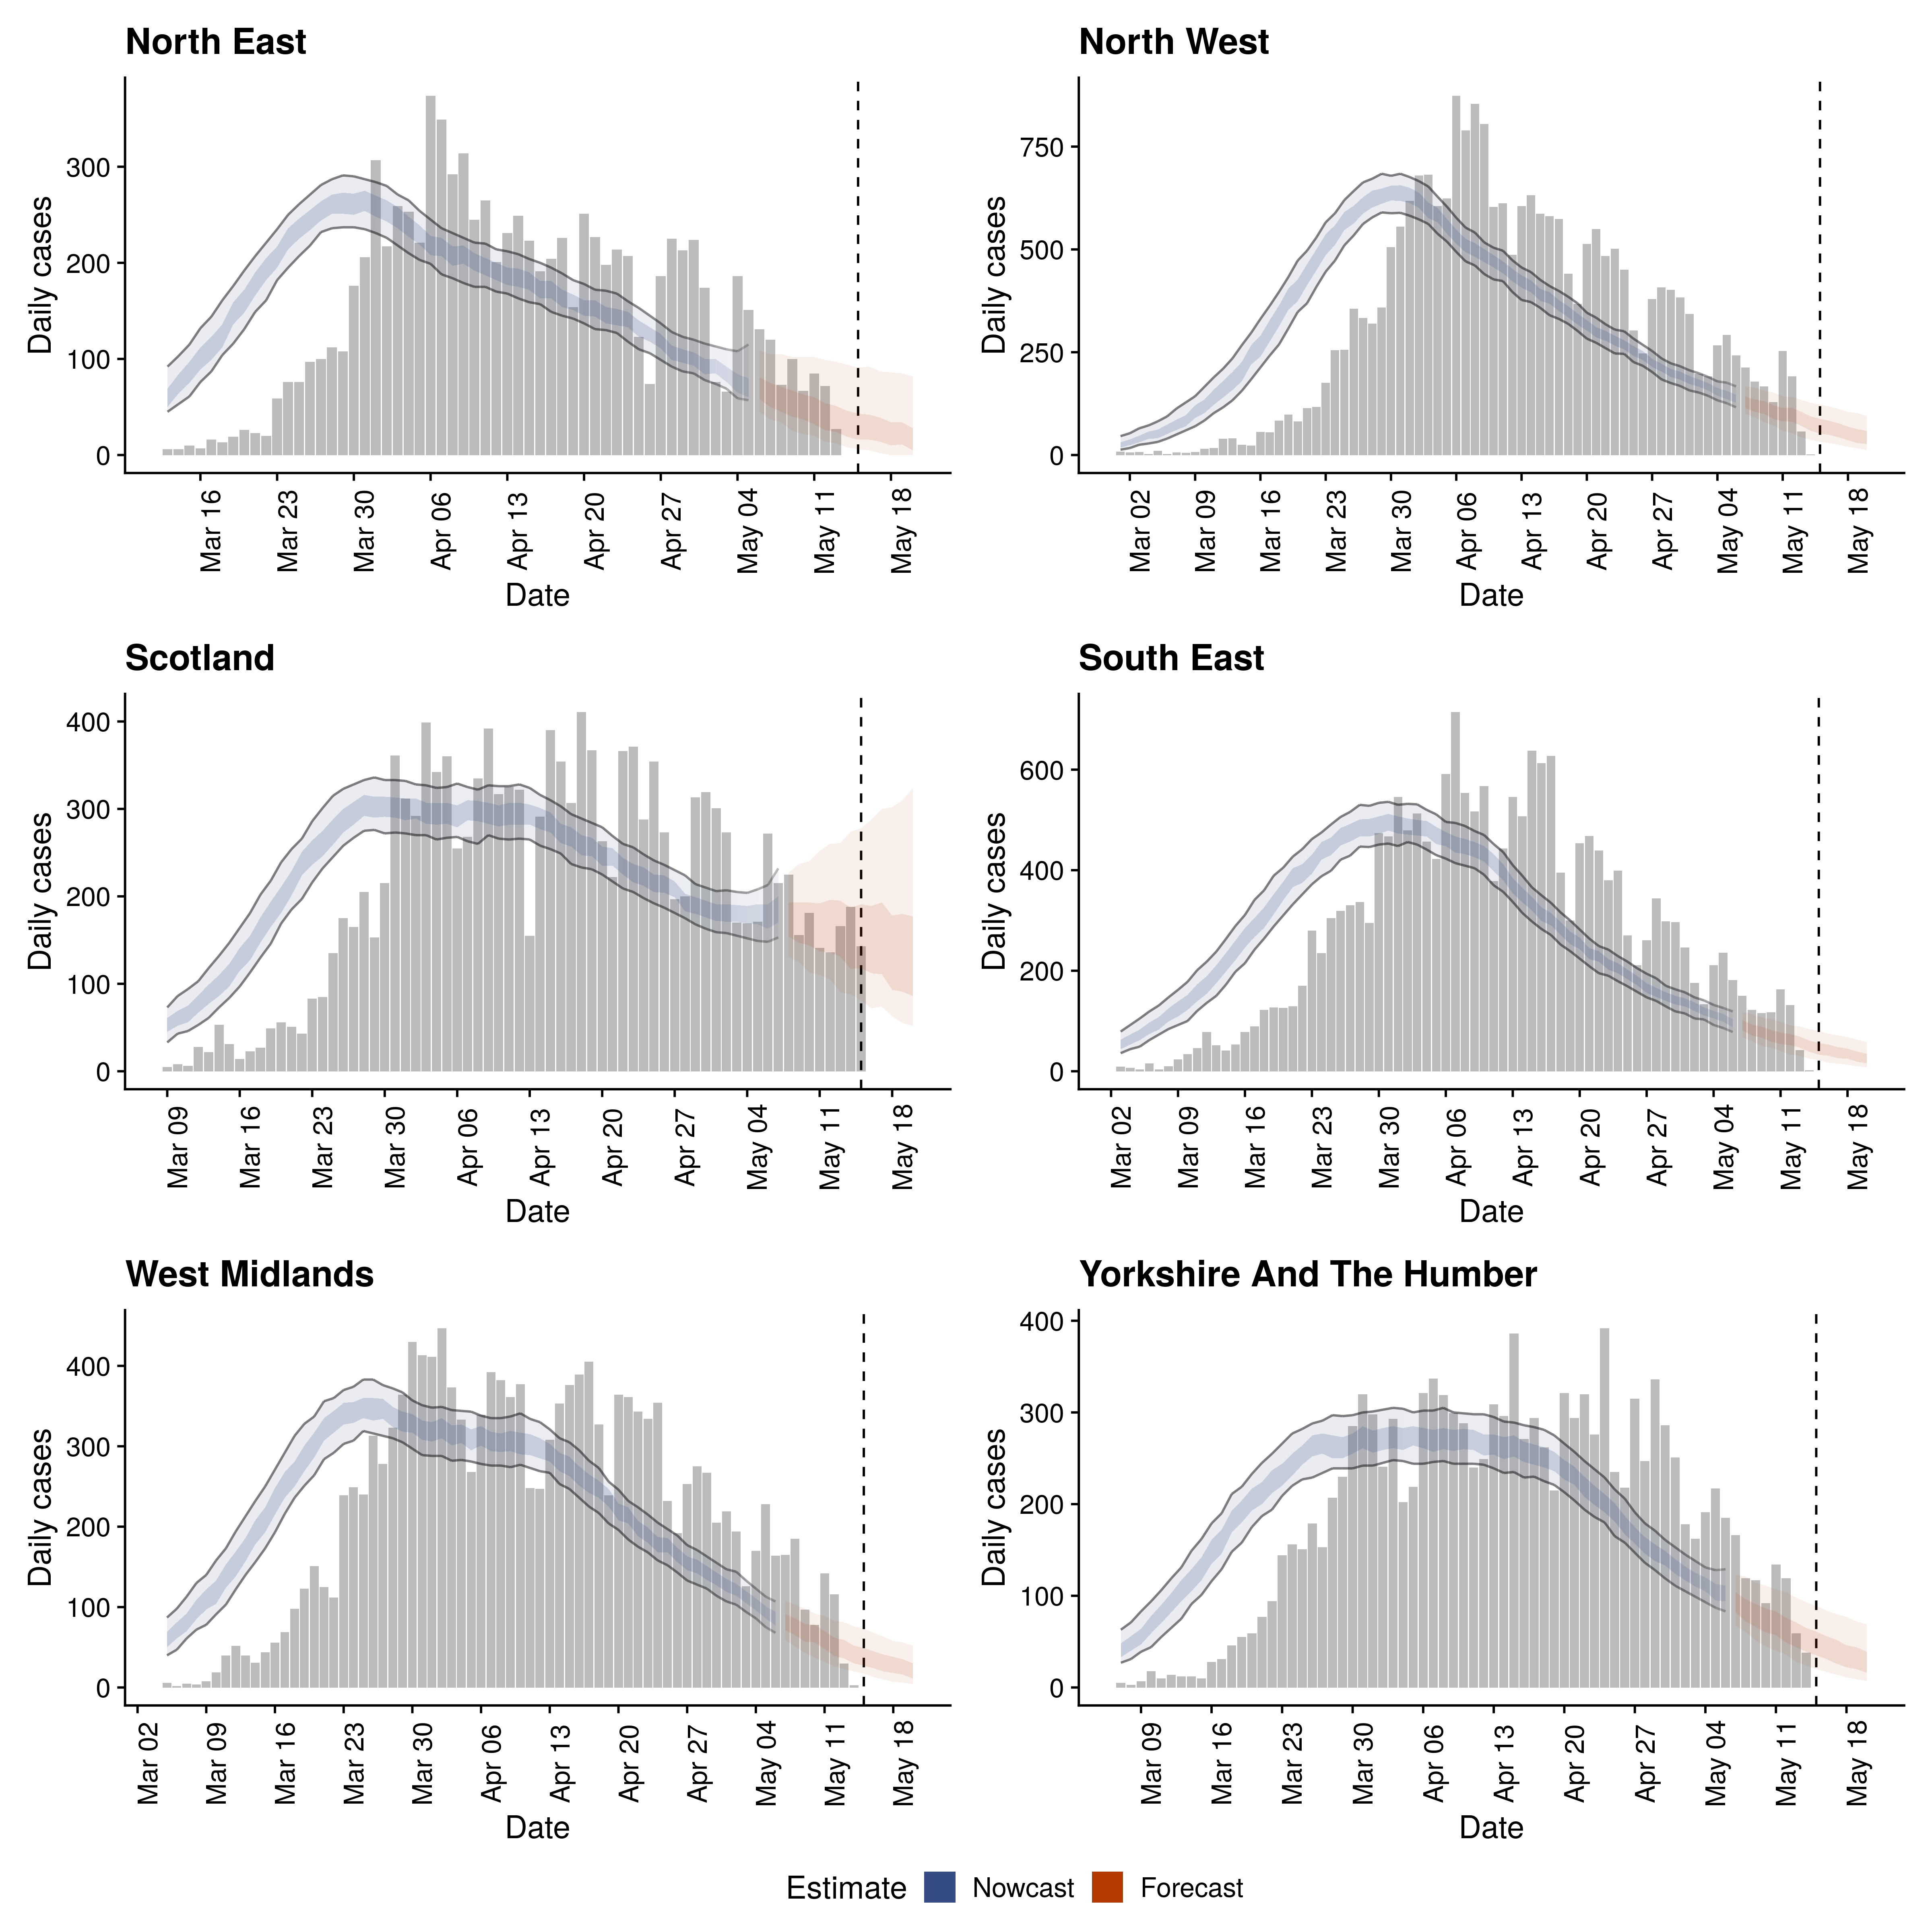 North East
Daily cases
300
200
100
0
Mar 16
Mar 23
Mar 30
Apr 06
Apr 13
Apr 20
Apr 27
May 04
May 11
May 18
Date
North West
Daily cases
750
500
250
0
Mar 02
Mar 09
Mar 16
Mar 23
Mar 30
Apr 06
Apr 13
Apr 20
Apr 27
May 04
May 11
May 18
Date
Scotland
Daily cases
400
300
200
100
0
Mar 09
Mar 16
Mar 23
Mar 30
Apr 06
Apr 13
Apr 20
Apr 27
May 04
May 11
May 18
Date
South East
Daily cases
600
400
200
0
Mar 02
Mar 09
Mar 16
Mar 23
Mar 30
Apr 06
Apr 13
Apr 20
Apr 27
May 04
May 11
May 18
Date
West Midlands
Daily cases
400
300
200
100
0
Mar 02
Mar 09
Mar 16
Mar 23
Mar 30
Apr 06
Apr 13
Apr 20
Apr 27
May 04
May 11
May 18
Date
Yorkshire And The Humber
Daily cases
400
300
200
100
0
Mar 09
Mar 16
Mar 23
Mar 30
Apr 06
Apr 13
Apr 20
Apr 27
May 04
May 11
May 18
Date
Estimate Nowcast Forecast